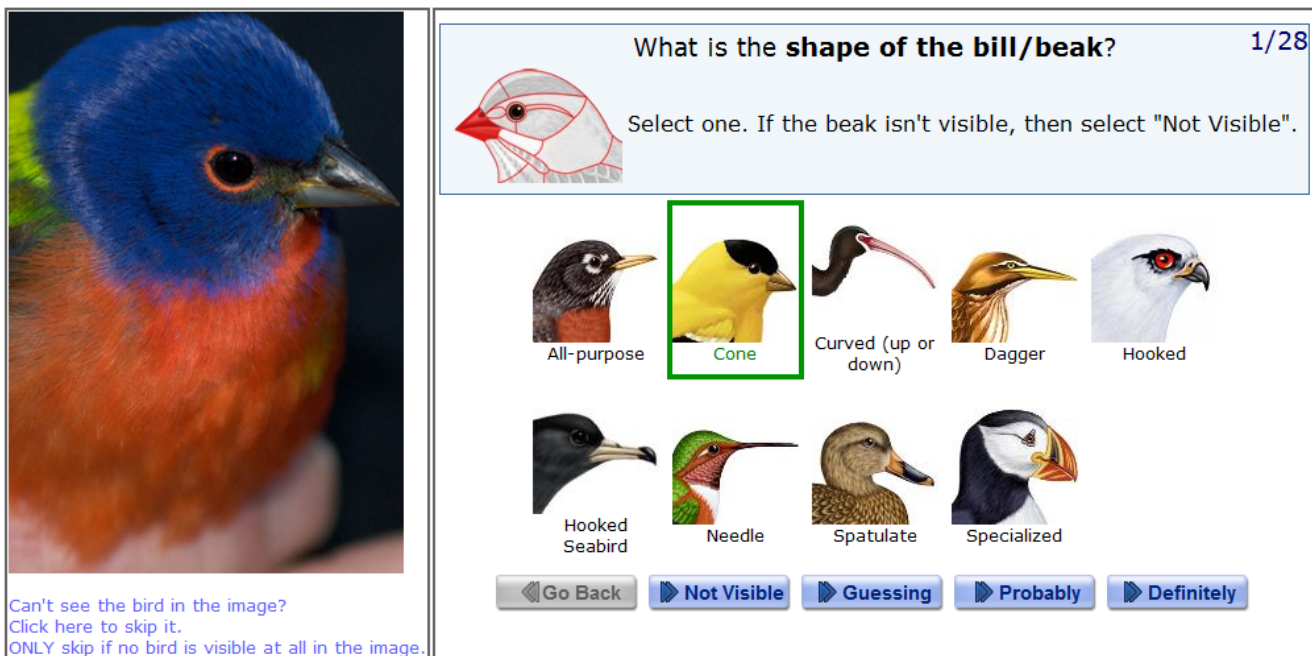 What is the shape of the bill/beak?
1/28
Select one. If the beak isn't visible, then select "Not Visible".
All-purpose
Cone
Curved (up or
down)
Dagger
Hooked
Hooked
Seabird
Needle
Spatulate
Specialized
Go Back
Not Visible
Guessing
Probably
Definitely
Can't see the bird in the image?
Click here to skip it.
ONLY skip if no bird is visible at all in the image.